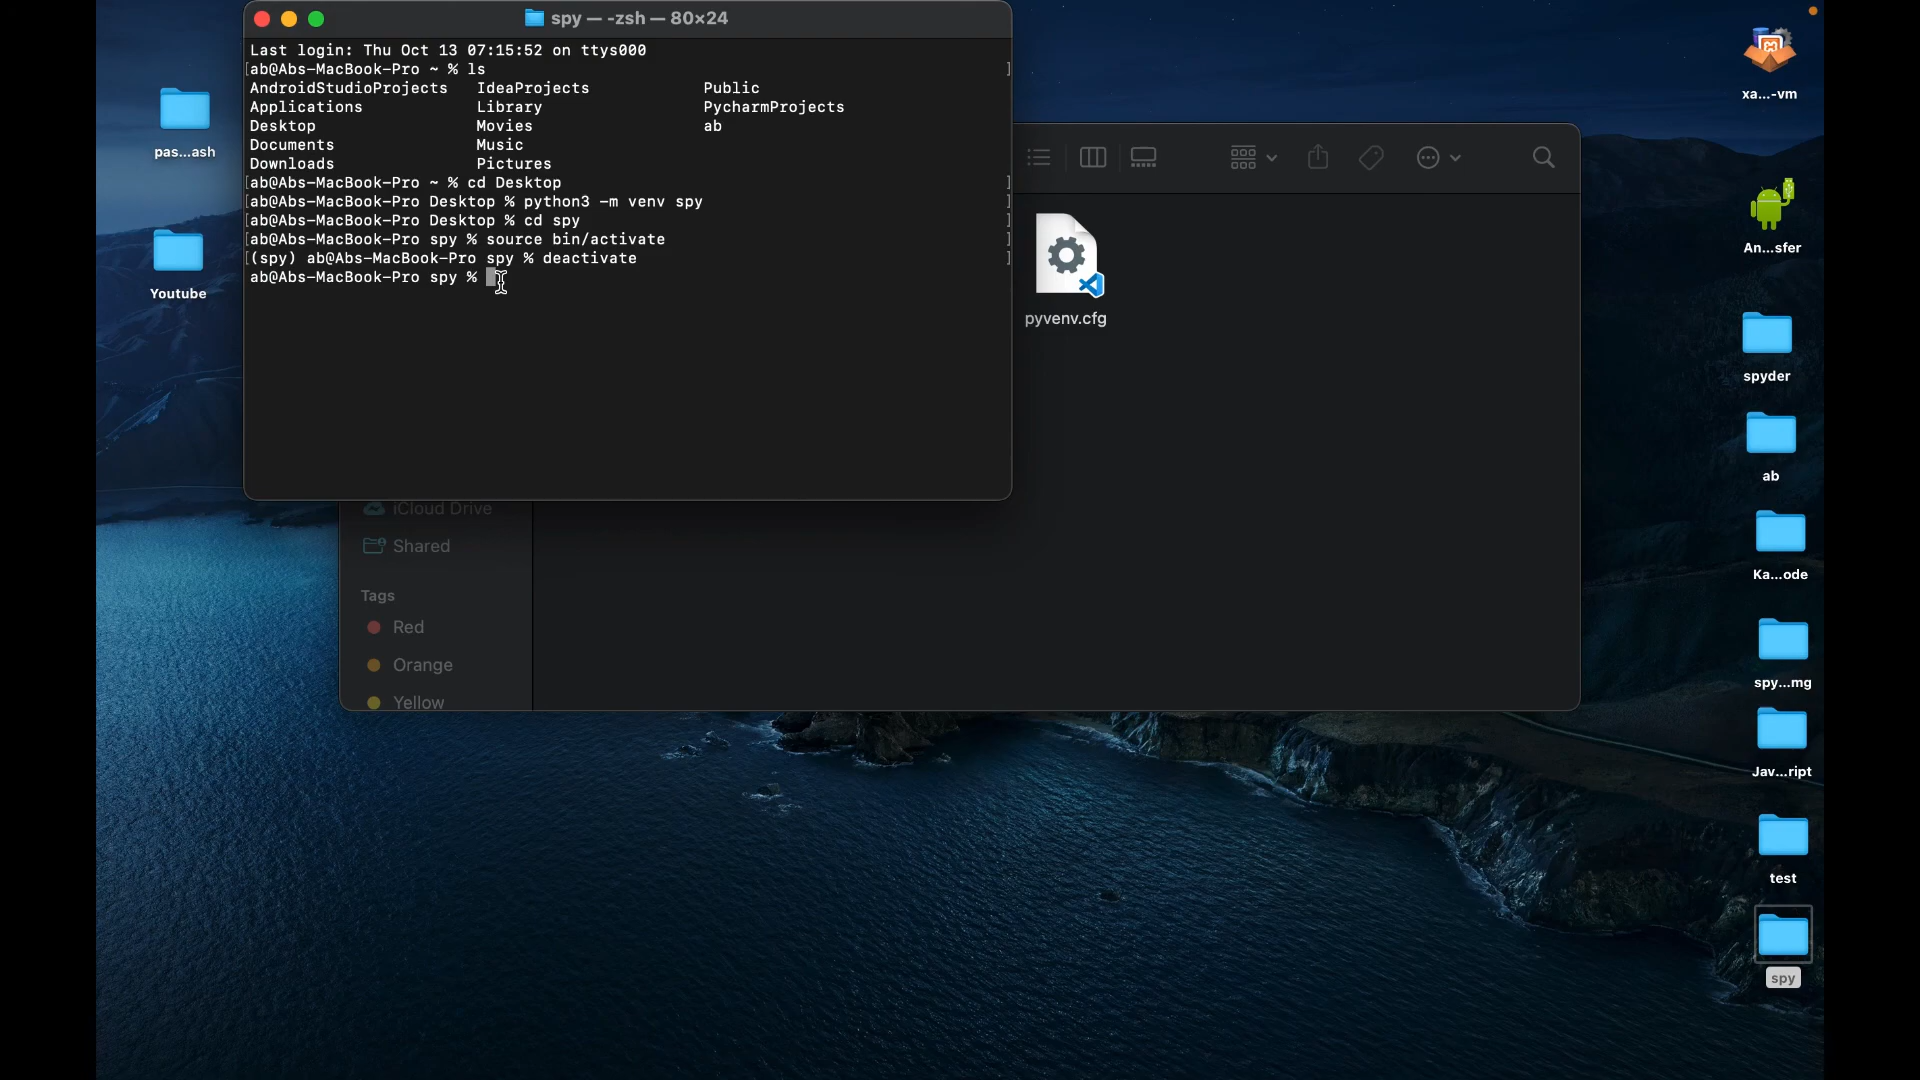 spy — -zsh — 80×24
Last login: Thu Oct 13 07:15:52 on ttys000
[ab@Abs-MacBook-Pro ~ % ls ]
AndroidStudioProjects IdeaProjects Public
Applications Library PycharmProjects
Desktop Movies ab
Documents Music
Downloads Pictures
[ab@Abs-MacBook-Pro ~ % cd Desktop ]
[ab@Abs-MacBook-Pro Desktop % python3 -m venv spy ]
[ab@Abs-MacBook-Pro Desktop % cd spy ]
[ab@Abs-MacBook-Pro spy % source bin/activate ]
[(spy) ab@Abs-MacBook-Pro spy % deactivate ]
ab@Abs-MacBook-Pro spy %
pas...ash
Youtube
pyvenv.cfg
iCloud Drive
Shared
Tags
Red
Orange
Yellow
xa...-vm
An...sfer
spyder
ab
Ka...ode
spy...mg
Jav...ript
test
spy